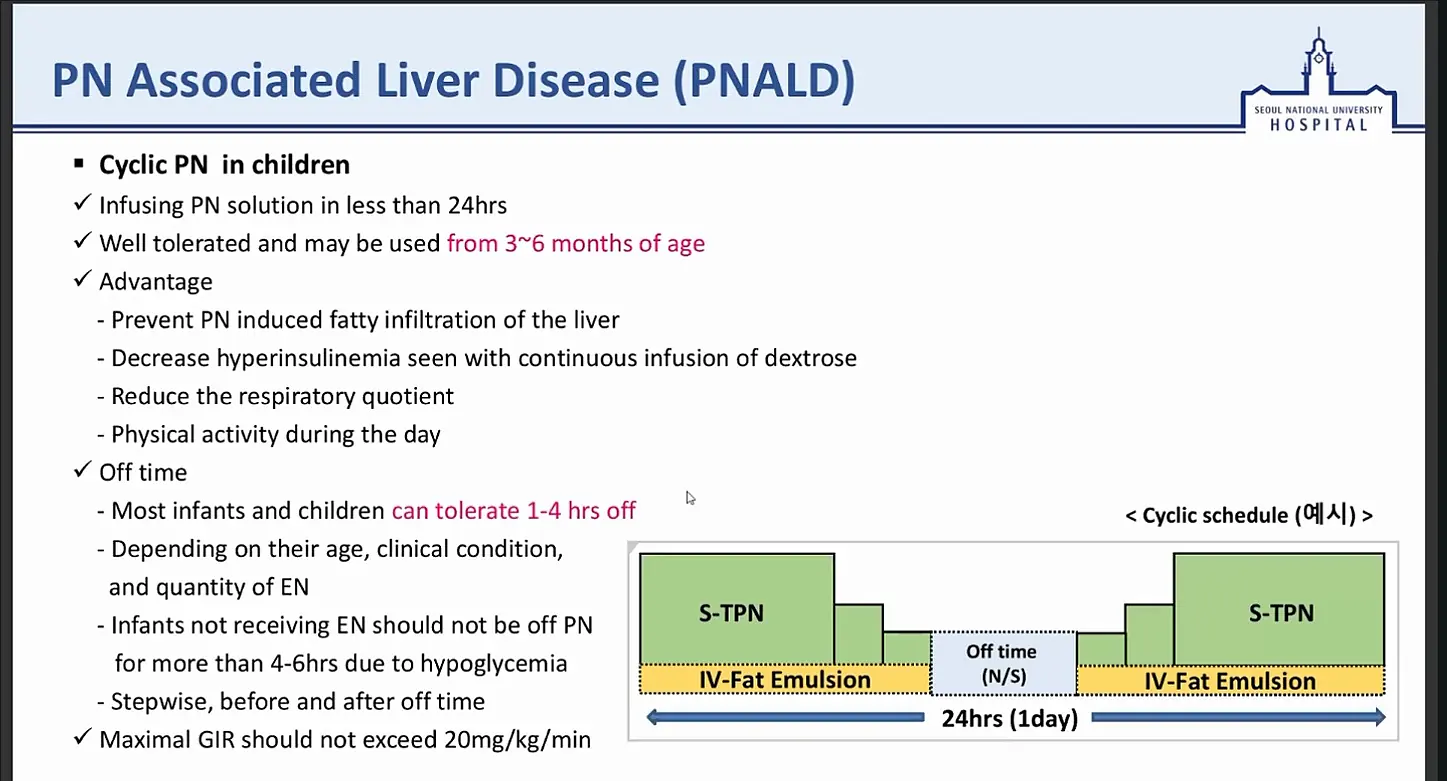 PN Associated Liver Disease (PNALD)
SEOUL NATIONAL UNIVERSITY
HOSPITAL
▪ Cyclic PN in children
✓ Infusing PN solution in less than 24hrs
✓ Well tolerated and may be used from 3~6 months of age
✓ Advantage
- Prevent PN induced fatty infiltration of the liver
- Decrease hyperinsulinemia seen with continuous infusion of dextrose
- Reduce the respiratory quotient
- Physical activity during the day
✓ Off time
- Most infants and children can tolerate 1-4 hrs off
- Depending on their age, clinical condition,
and quantity of EN
- Infants not receiving EN should not be off PN
for more than 4-6hrs due to hypoglycemia
- Stepwise, before and after off time
✓ Maximal GIR should not exceed 20mg/kg/min
< Cyclic schedule (예시) >
S-TPN
S-TPN
Off time
(N/S)
IV-Fat Emulsion
IV-Fat Emulsion
24hrs (1day)